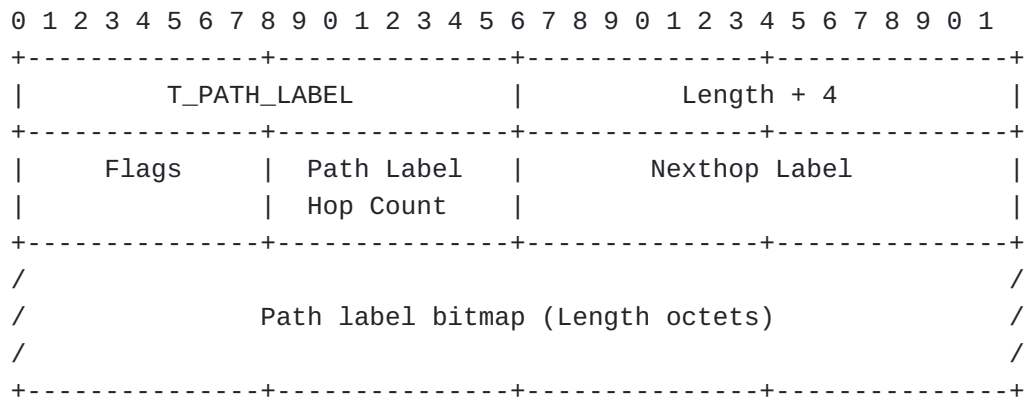 0 1 2 3 4 5 6 7 8 9 0 1 2 3 4 5 6 7 8 9 0 1 2 3 4 5 6 7 8 9 0 1
+---------------+---------------+---------------+---------------+
|          T_PATH_LABEL          |          Length + 4           |
+---------------+---------------+---------------+---------------+
|     Flags     |  Path Label   |        Nexthop Label          |
|               |  Hop Count    |                               |
+---------------+---------------+---------------+---------------+
/                                                               /
/               Path label bitmap (Length octets)               /
/                                                               /
+---------------+---------------+---------------+---------------+